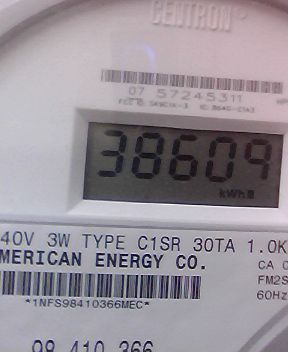 CENTRON®
07 57245311
38609
kWh
40V 3W TYPE C1SR 30TA 1.0K
MERICAN ENERGY CO.
CA 0
FM2S
60Hz
*1NFS98410366MEC*
98 410 366